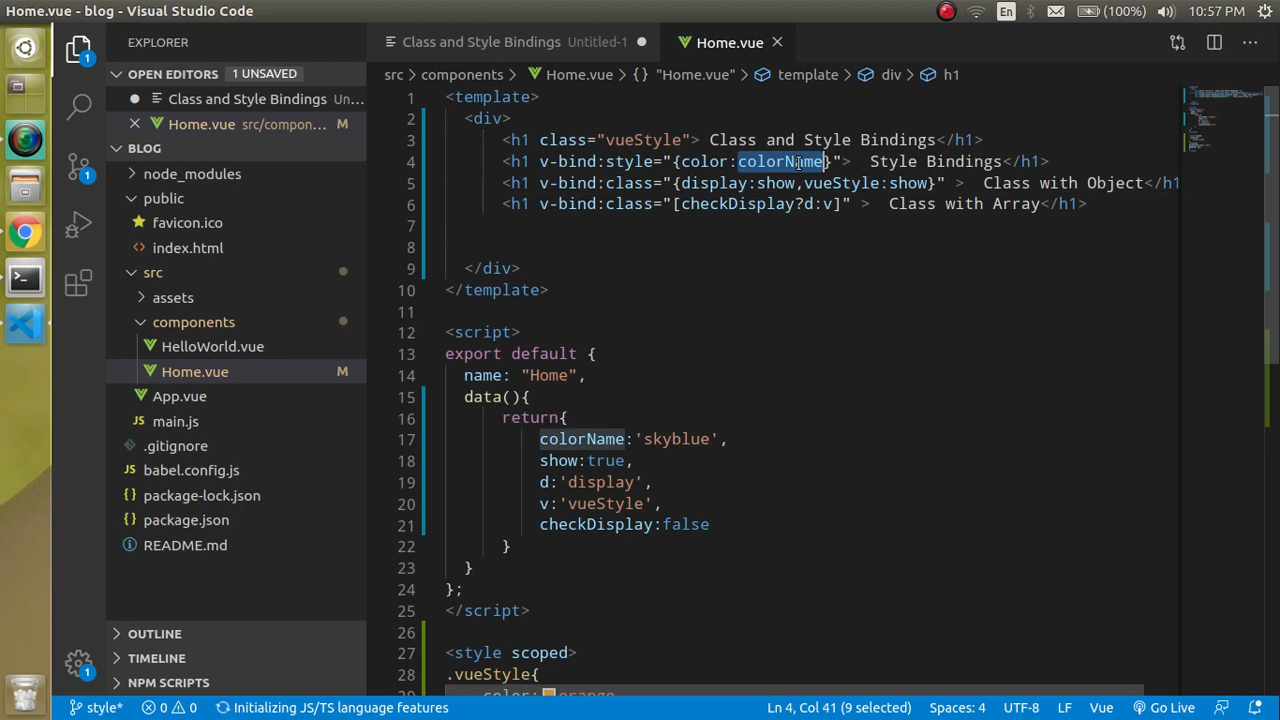 Home.vue - blog - Visual Studio Code
En
(100%)
10:57 PM
1
1
1
EXPLORER
OPEN EDITORS 1 UNSAVED
Class and Style Bindings Un...
Home.vue src/compon... M
BLOG
node_modules
public
favicon.ico
index.html
src
assets
components
HelloWorld.vue
Home.vue M
App.vue
main.js
.gitignore
babel.config.js
package-lock.json
package.json
README.md
OUTLINE
TIMELINE
NPM SCRIPTS
Class and Style Bindings Untitled-1
Home.vue
src > components > Home.vue > {} "Home.vue" > template > div > h1
1 <template>
2 <div>
3 <h1 class="vueStyle"> Class and Style Bindings</h1>
4 <h1 v-bind:style="{color:colorName}"> Style Bindings</h1>
5 <h1 v-bind:class="{display:show,vueStyle:show}" > Class with Object</h1
6 <h1 v-bind:class="[checkDisplay?d:v]" > Class with Array</h1>
7
8
9 </div>
10 </template>
11
12 <script>
13 export default {
14 name: "Home",
15 data(){
16 return{
17 colorName:'skyblue',
18 show:true,
19 d:'display',
20 v:'vueStyle',
21 checkDisplay:false
22 }
23 }
24 };
25 </script>
26
27 <style scoped>
28 .vueStyle{
29 color: orange
style* 0 0 Initializing JS/TS language features
Ln 4, Col 41 (9 selected) Spaces: 4 UTF-8 LF Vue Go Live